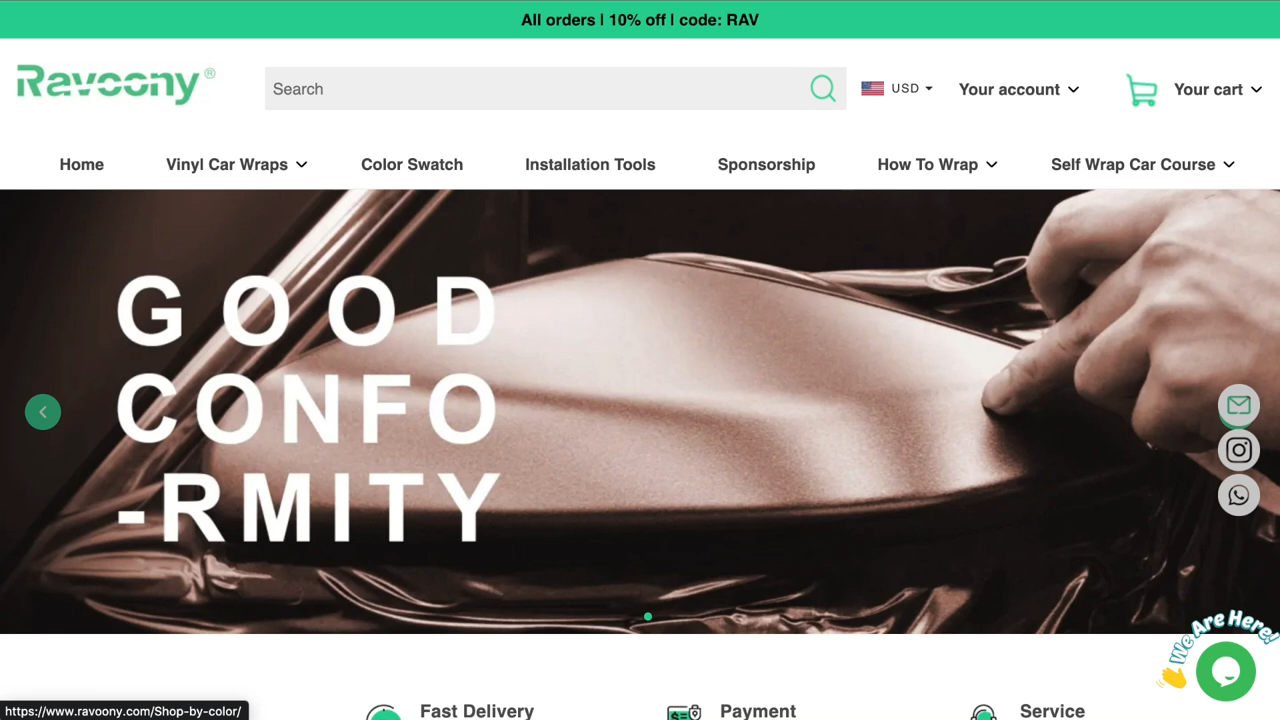 All orders | 10% off | code: RAV
Ravoony®
Search
USD
Your account
Your cart
Home
Vinyl Car Wraps
Color Swatch
Installation Tools
Sponsorship
How To Wrap
Self Wrap Car Course
GOOD
CONFO
-RMITY
We Are Here!
https://www.ravoony.com/Shop-by-color/
Fast Delivery
Payment
Service